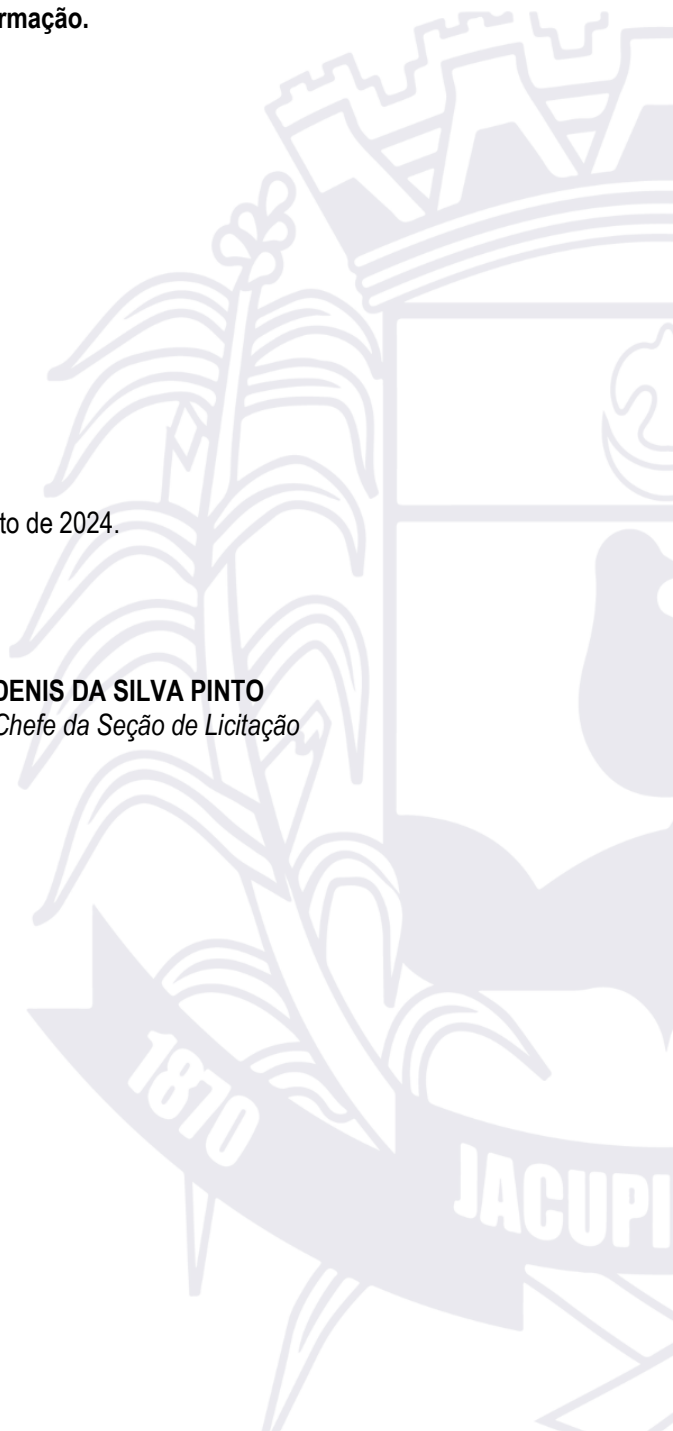 rmação.
to de 2024.
DENIS DA SILVA PINTO
Chefe da Seção de Licitação
1870
JACUPI